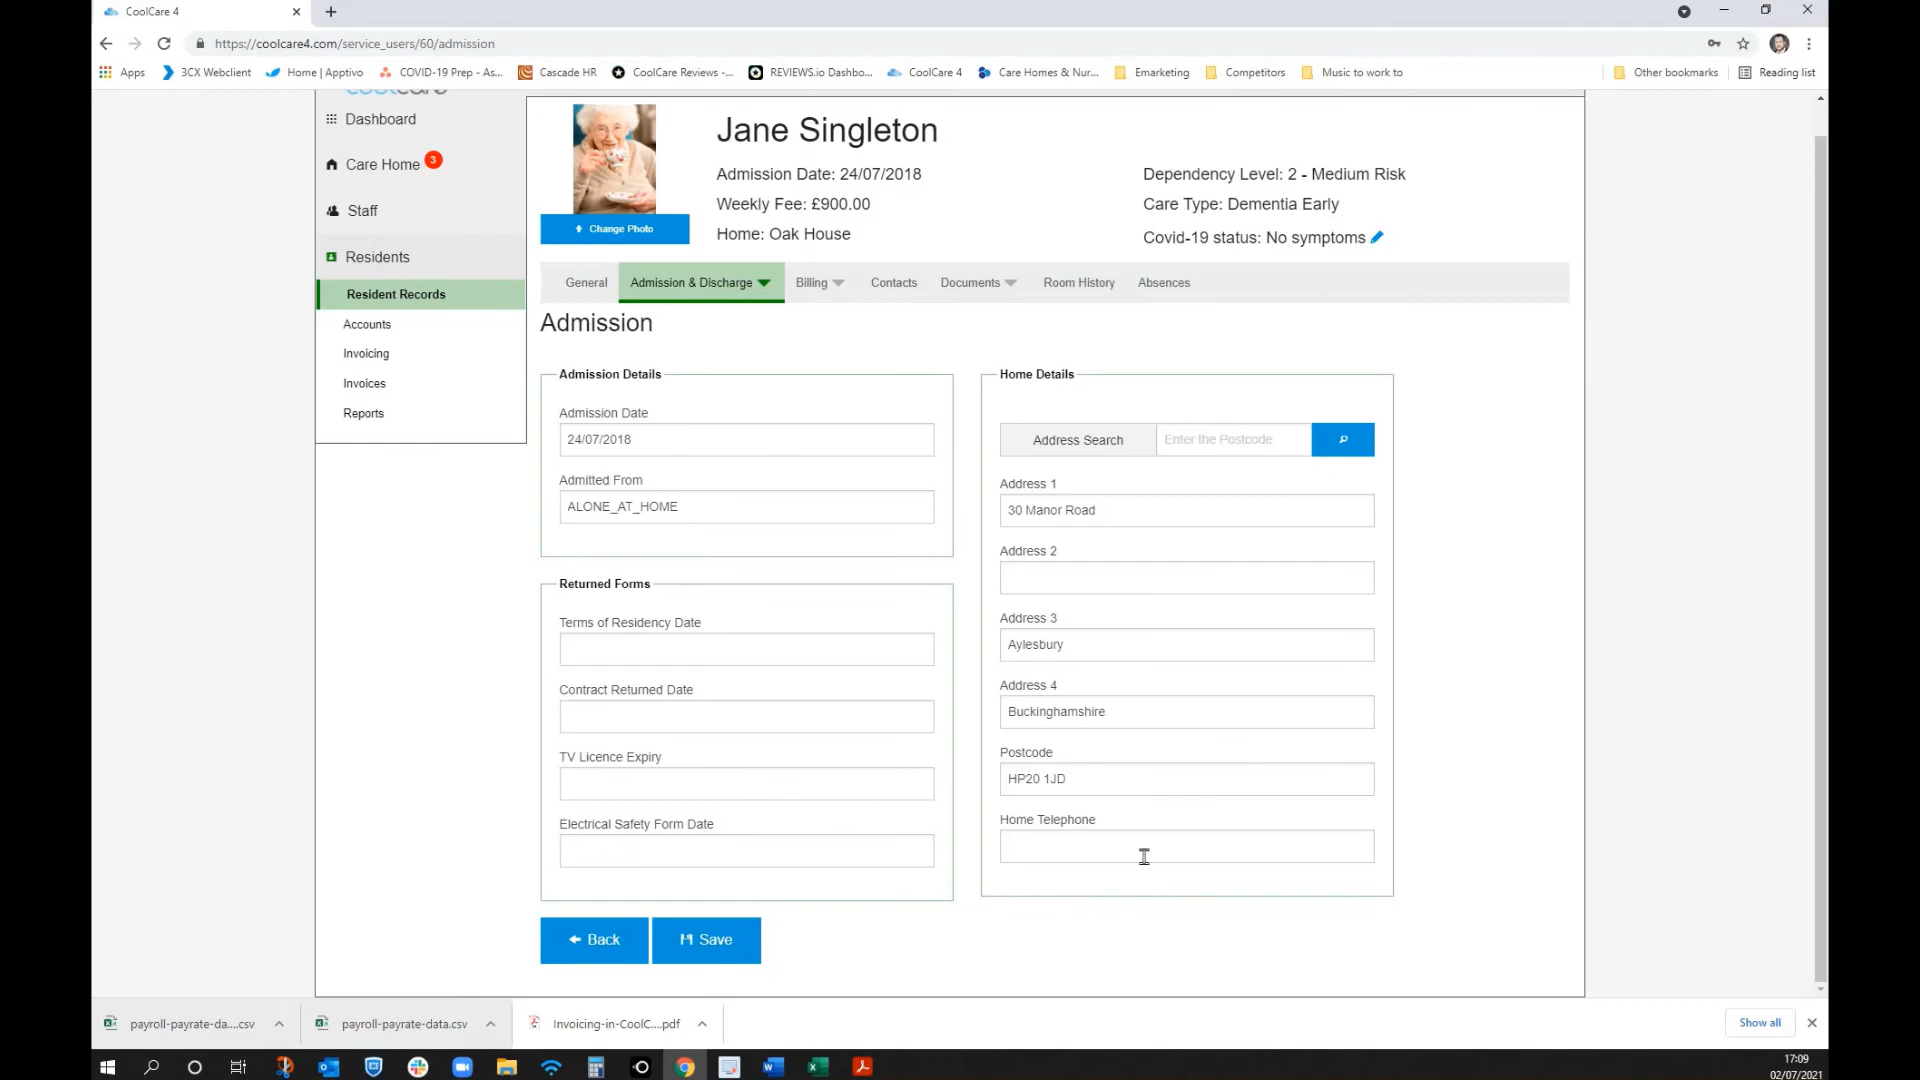 CoolCare 4
https://coolcare4.com/service_users/60/admission
Apps
3CX Webclient
Home | Apptivo
COVID-19 Prep - As...
Cascade HR
CoolCare Reviews -...
REVIEWS.io Dashbo...
CoolCare 4
Care Homes & Nur...
Emarketing
Competitors
Music to work to
Other bookmarks
Reading list
coolcare
Dashboard
Care Home 3
Staff
Residents
Resident Records
Accounts
Invoicing
Invoices
Reports
Change Photo
Jane Singleton
Admission Date: 24/07/2018
Weekly Fee: £900.00
Home: Oak House
Dependency Level: 2 - Medium Risk
Care Type: Dementia Early
Covid-19 status: No symptoms
General
Admission & Discharge
Billing
Contacts
Documents
Room History
Absences
Admission
Admission Details
Admission Date
24/07/2018
Admitted From
ALONE_AT_HOME
Returned Forms
Terms of Residency Date
Contract Returned Date
TV Licence Expiry
Electrical Safety Form Date
Home Details
Address Search
Enter the Postcode
Address 1
30 Manor Road
Address 2
Address 3
Aylesbury
Address 4
Buckinghamshire
Postcode
HP20 1JD
Home Telephone
Back
Save
payroll-payrate-da....csv
payroll-payrate-data.csv
Invoicing-in-CoolC....pdf
Show all
17:09
02/07/2021